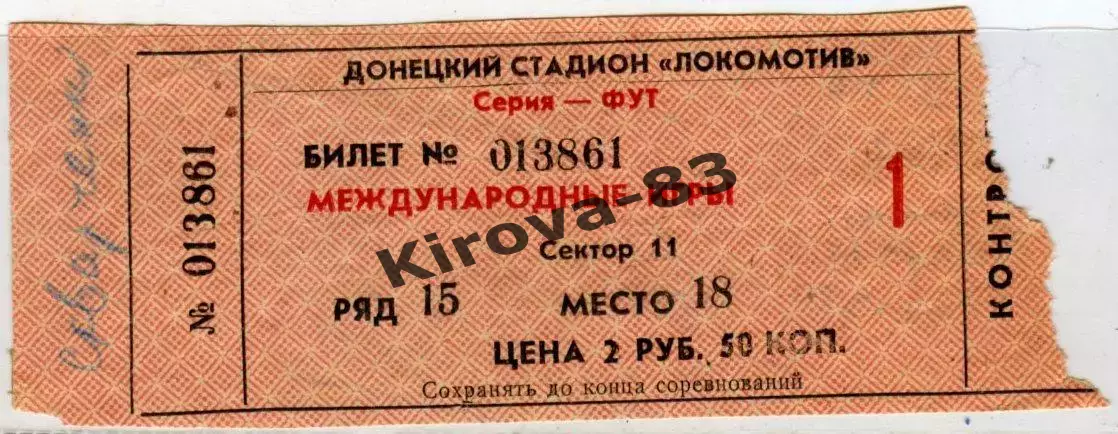 ДОНЕЦКИЙ СТАДИОН «ЛОКОМОТИВ»
Серия — ФУТ
БИЛЕТ № 013861
МЕЖДУНАРОДНЫЕ ИГРЫ
1
Сектор 11
РЯД 15 МЕСТО 18
ЦЕНА 2 РУБ. 50 КОП.
Сохранять до конца соревнований
№ 013861
КОНТРО
Kirova-83